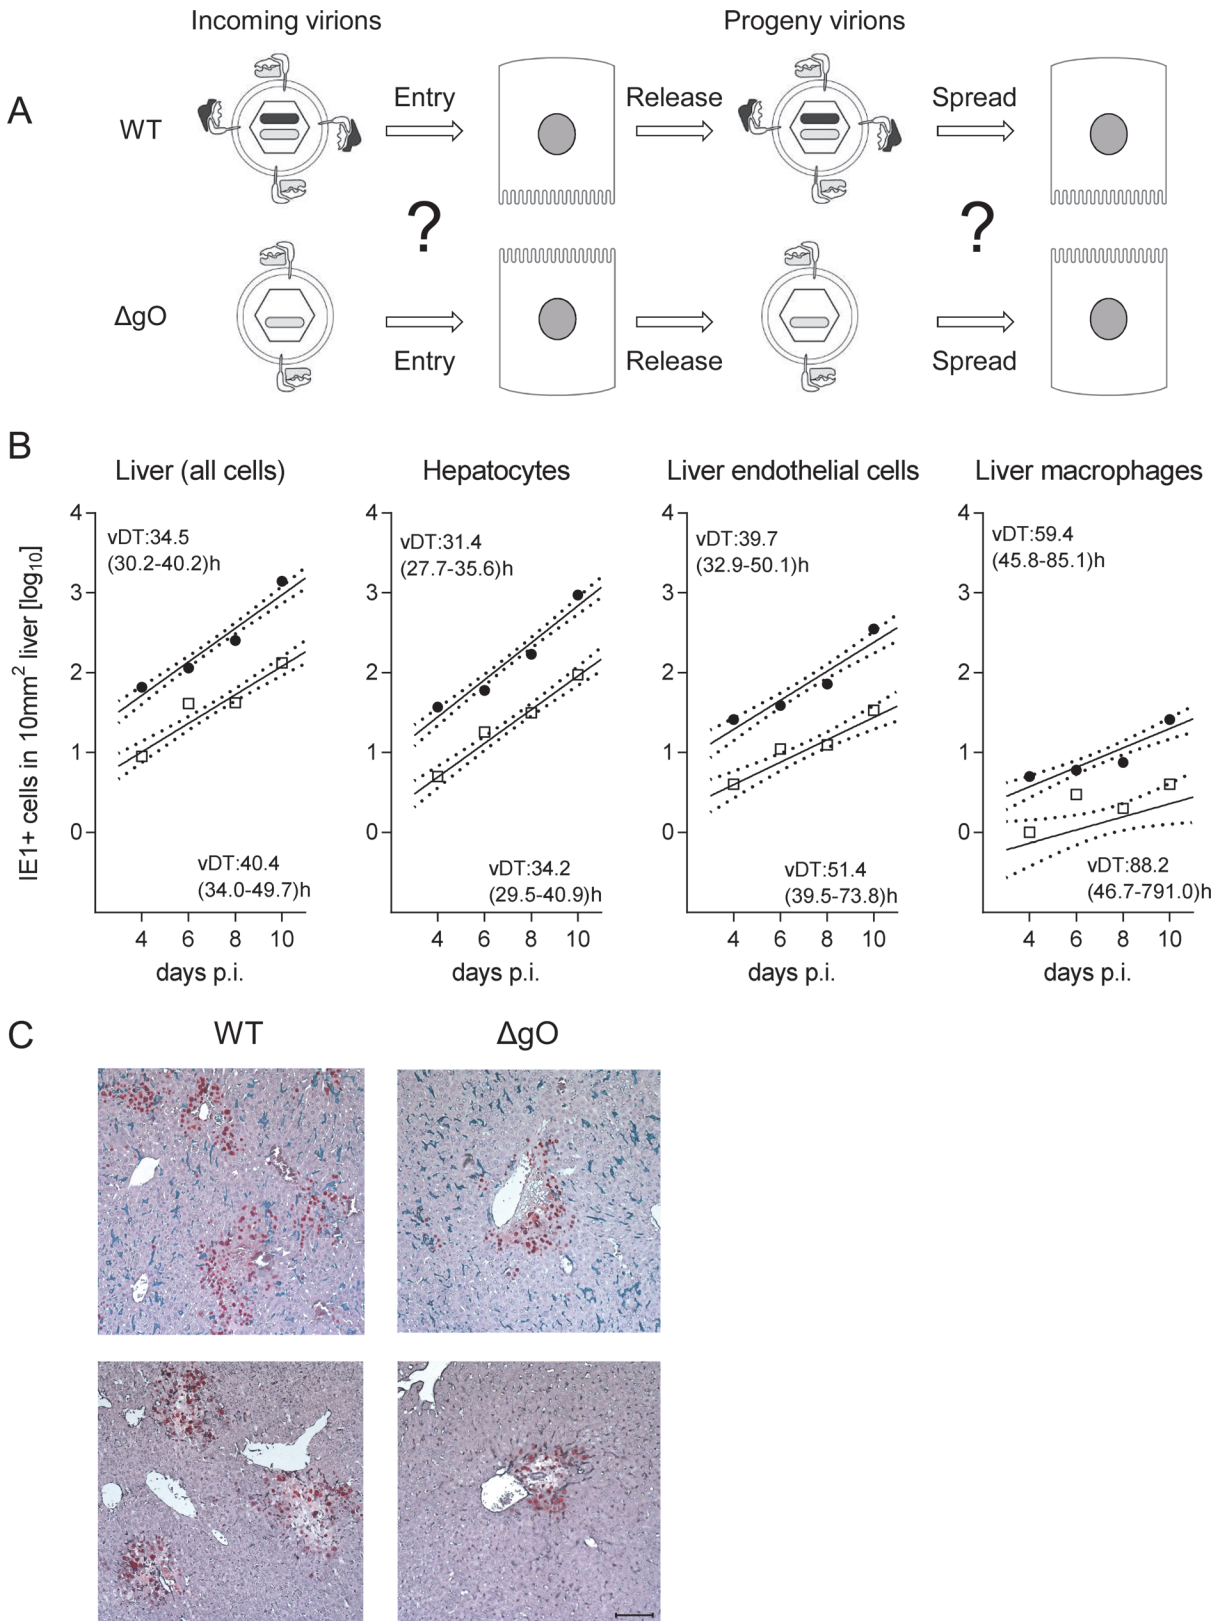 Incoming virions
Progeny virions
A
WT
Entry
Release
Spread
?
?
ΔgO
Entry
Release
Spread
B
Liver (all cells)
Hepatocytes
Liver endothelial cells
Liver macrophages
IE1+ cells in 10mm² liver [log₁₀]
4
3
2
1
0
vDT:34.5
(30.2-40.2)h
vDT:40.4
(34.0-49.7)h
4 6 8 10
days p.i.
4
3
2
1
0
vDT:31.4
(27.7-35.6)h
vDT:34.2
(29.5-40.9)h
4 6 8 10
days p.i.
4
3
2
1
0
vDT:39.7
(32.9-50.1)h
vDT:51.4
(39.5-73.8)h
4 6 8 10
days p.i.
4
3
2
1
0
vDT:59.4
(45.8-85.1)h
vDT:88.2
(46.7-791.0)h
4 6 8 10
days p.i.
C
WT
ΔgO